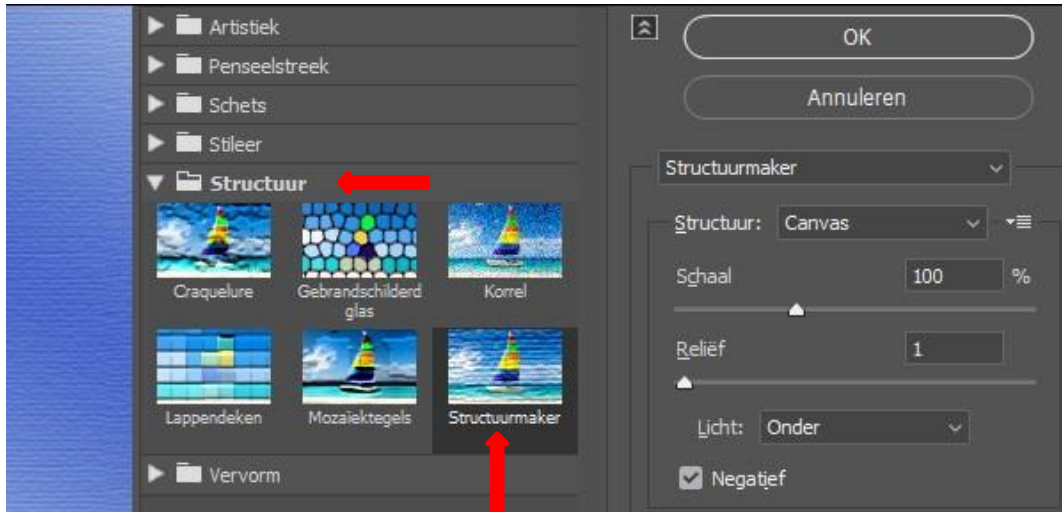 Artistiek
Penseelstreek
Schets
Stileer
Structuur
Craquelure
Gebrandschilderd
glas
Korrel
Lappendeken
Mozaïektegels
Structuurmaker
Vervorm
OK
Annuleren
Structuurmaker
Structuur: Canvas
Schaal 100 %
Reliëf 1
Licht: Onder
Negatief